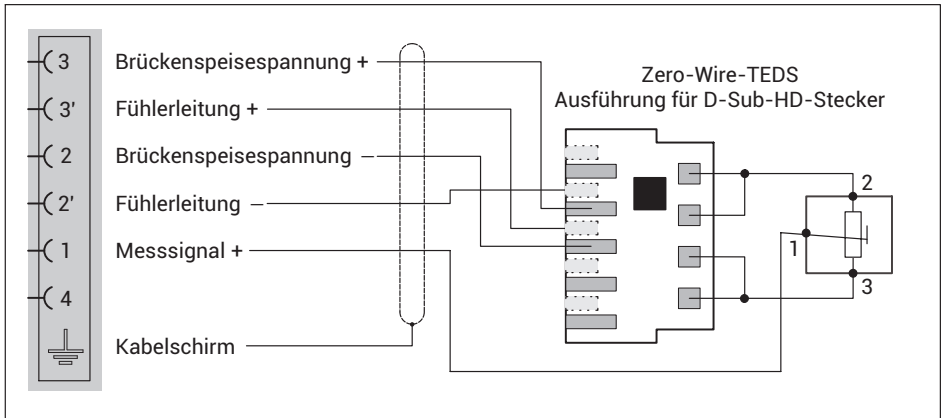 3 Brückenspeisespannung +
3' Fühlerleitung +
2 Brückenspeisespannung –
2' Fühlerleitung –
1 Messsignal +
4
Kabelschirm
Zero-Wire-TEDS
Ausführung für D-Sub-HD-Stecker
2
1
3